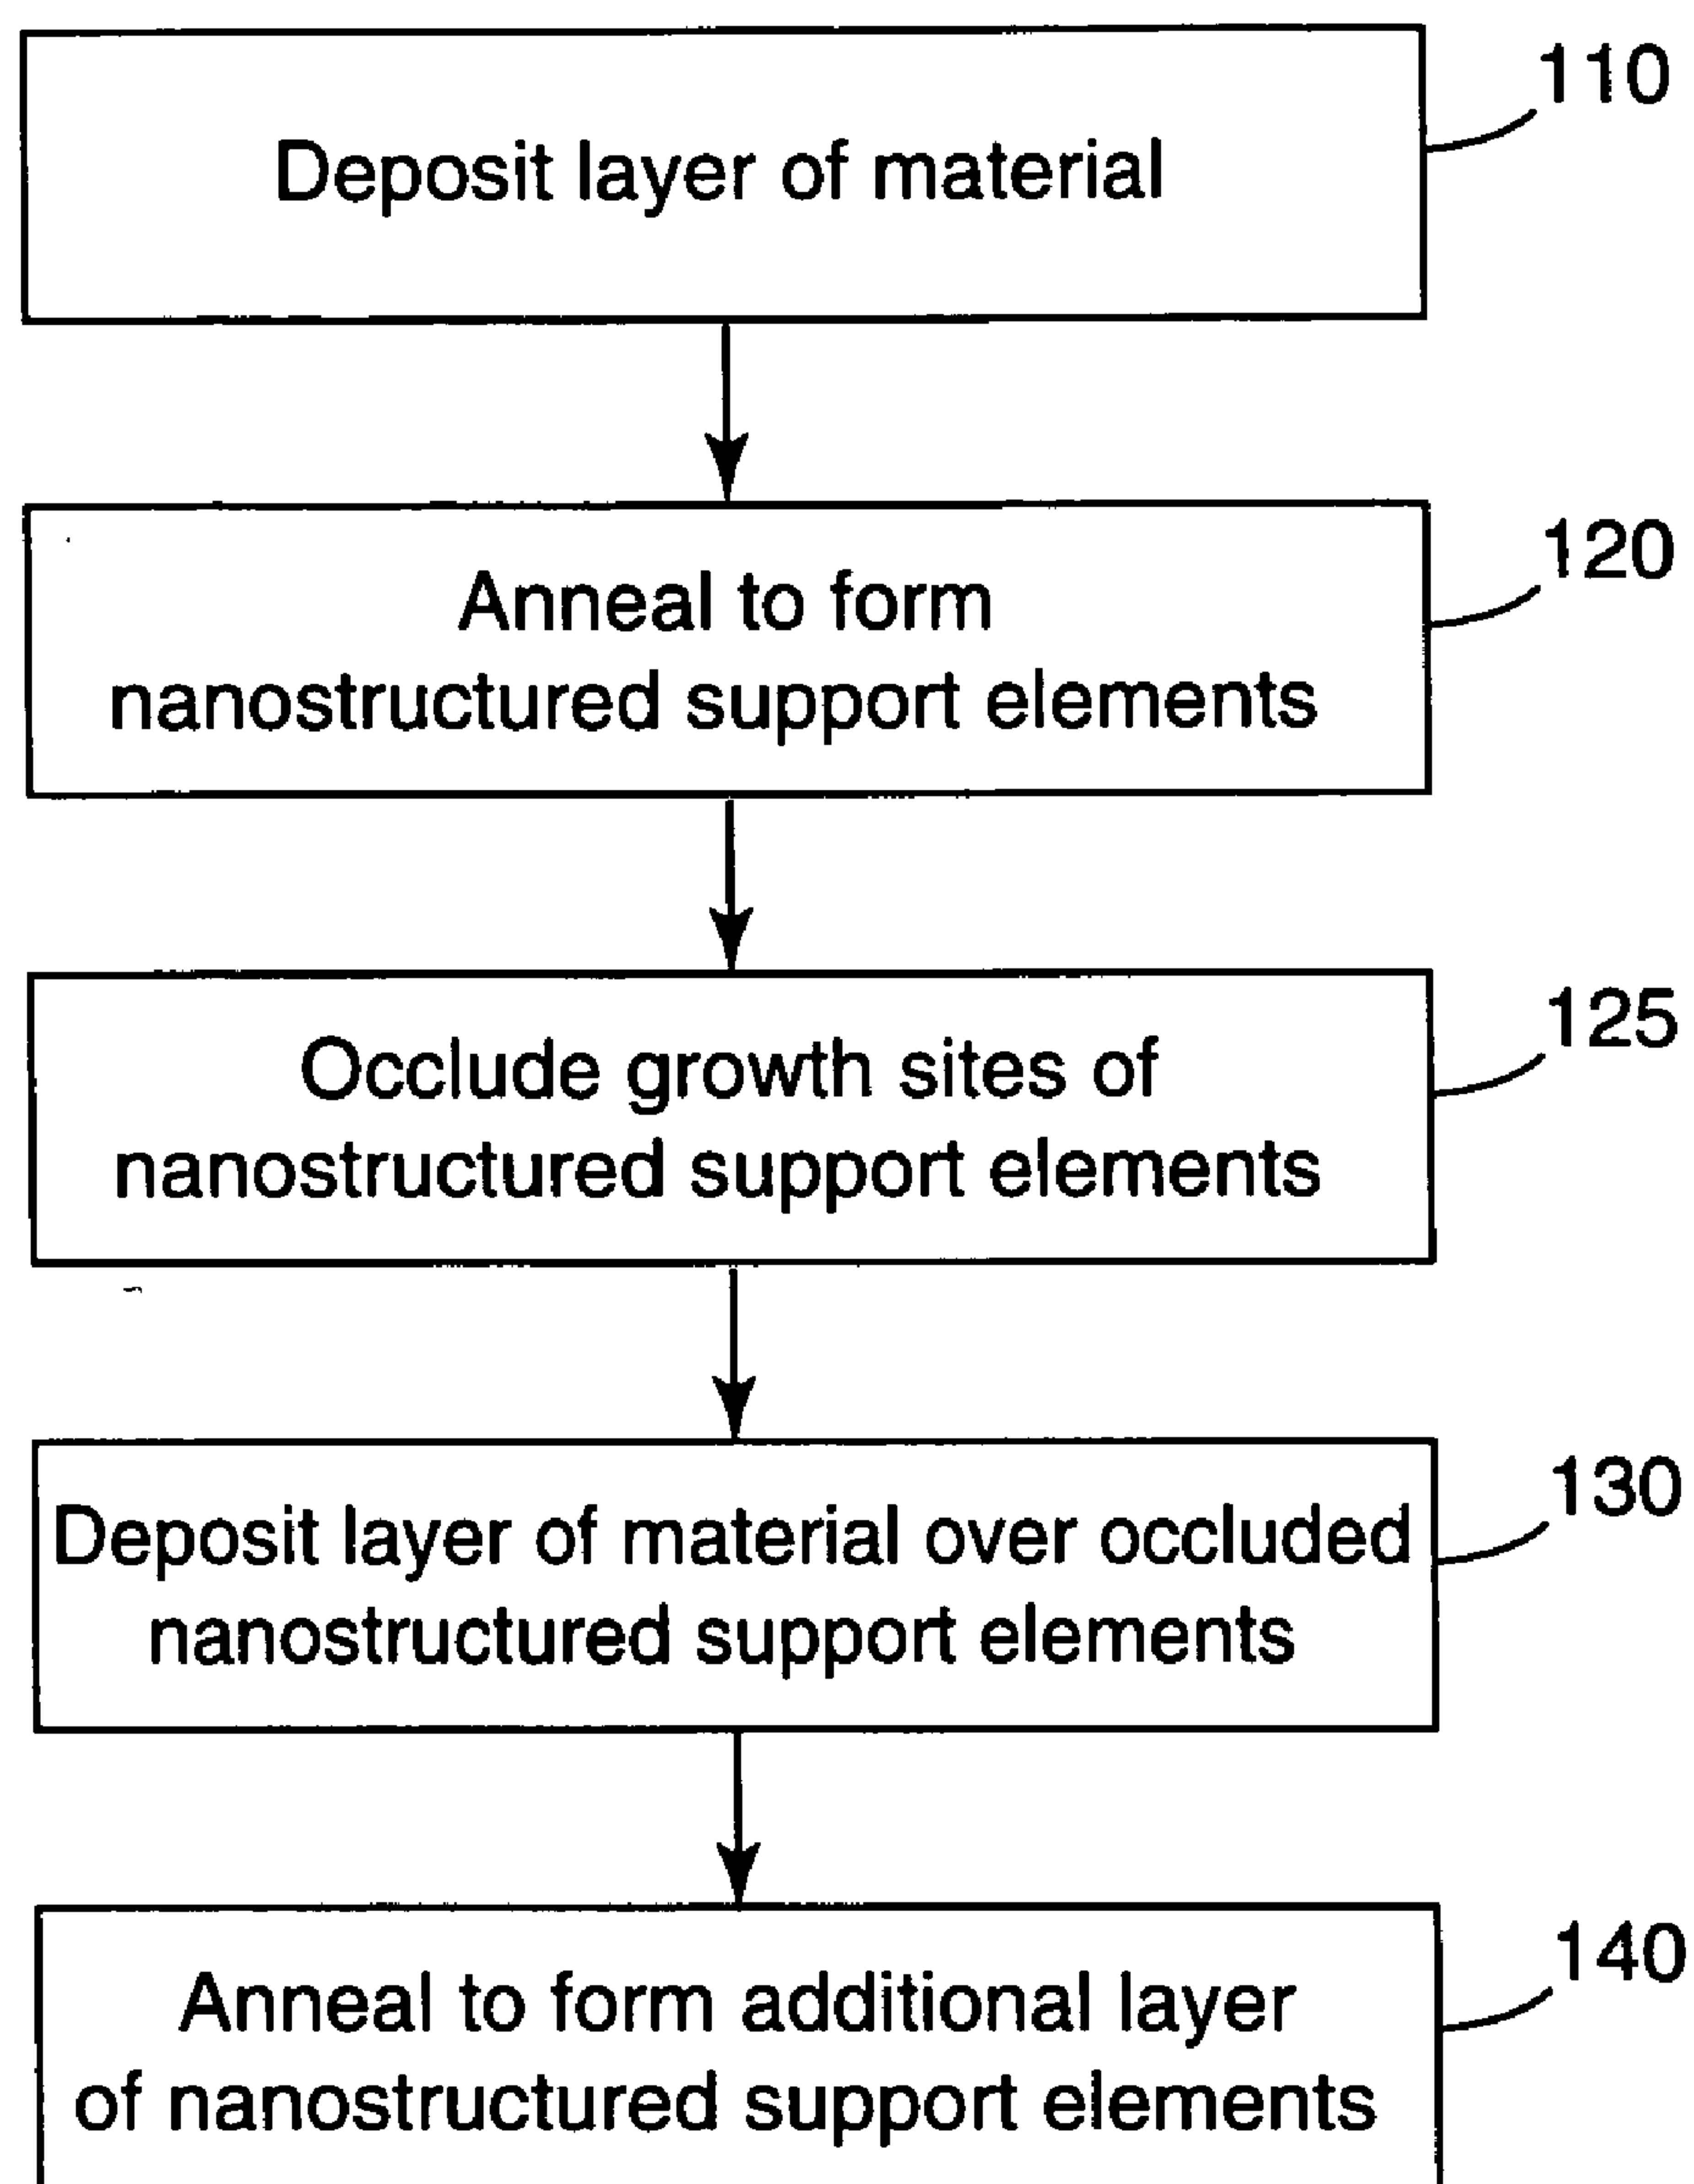 110
Deposit layer of material
120
Anneal to form
nanostructured support elements
125
Occlude growth sites of
nanostructured support elements
130
Deposit layer of material over occluded
nanostructured support elements
140
Anneal to form additional layer
of nanostructured support elements